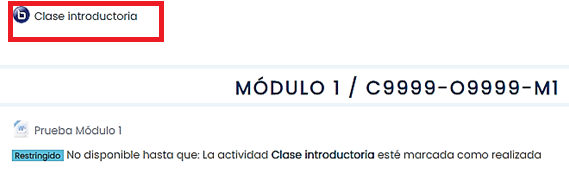 Clase introductoria
MÓDULO 1 / C9999-O9999-M1
Prueba Módulo 1
Restringido No disponible hasta que: La actividad Clase introductoria esté marcada como realizada